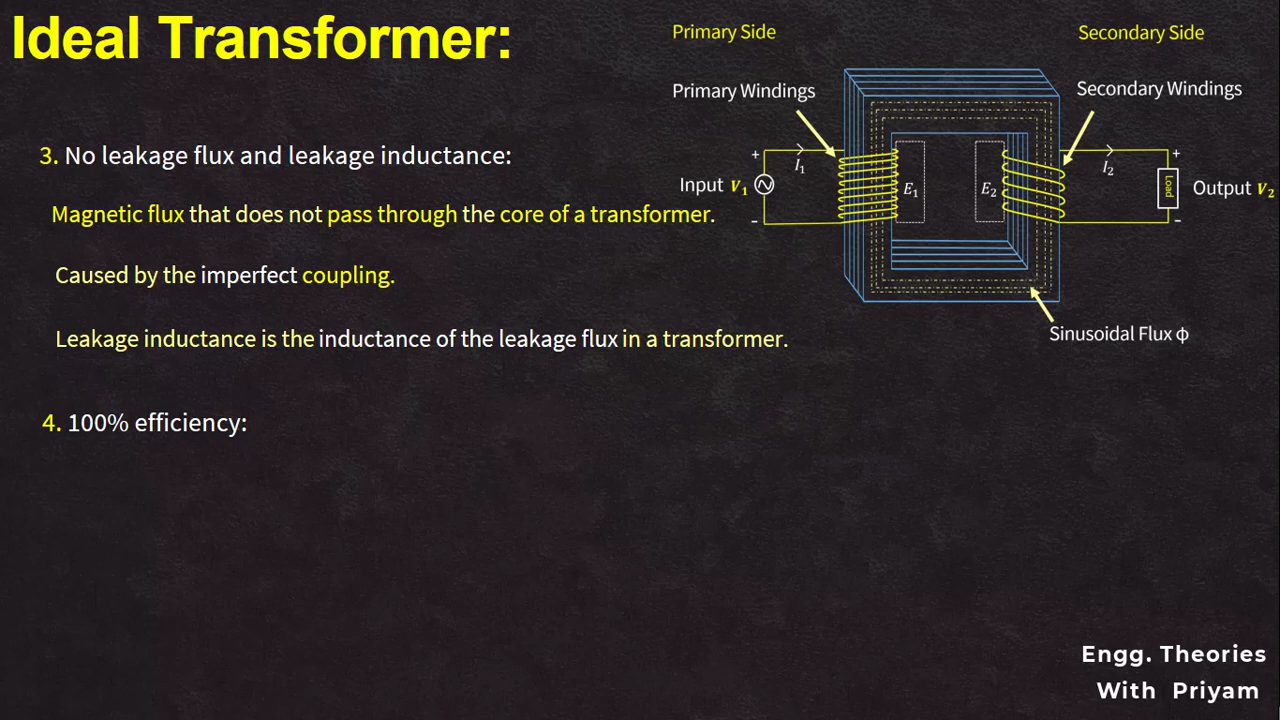 Ideal Transformer:
Primary Side
Secondary Side
Primary Windings
Secondary Windings
3. No leakage flux and leakage inductance:
+
I₁
I₂
+
Input V₁
E₁
E₂
Load
Output V₂
Magnetic flux that does not pass through the core of a transformer.
-
-
Caused by the imperfect coupling.
Sinusoidal Flux ϕ
Leakage inductance is the inductance of the leakage flux in a transformer.
4. 100% efficiency:
Engg. Theories
With Priyam